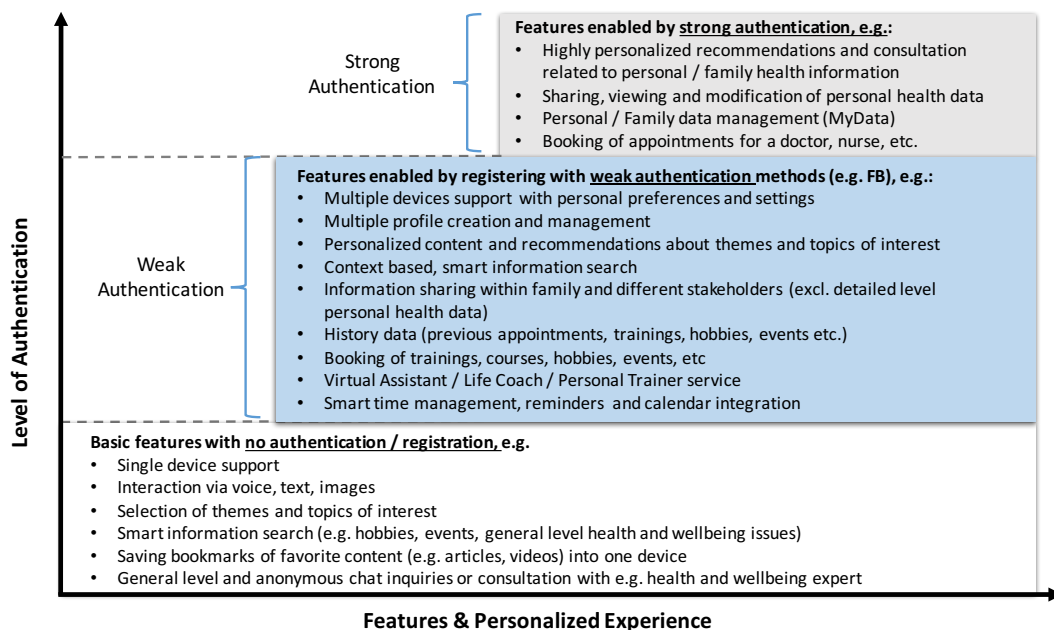 Features enabled by strong authentication, e.g.:
• Highly personalized recommendations and consultation
related to personal / family health information
• Sharing, viewing and modification of personal health data
• Personal / Family data management (MyData)
• Booking of appointments for a doctor, nurse, etc.
Strong
Authentication
Features enabled by registering with weak authentication methods (e.g. FB), e.g.:
• Multiple devices support with personal preferences and settings
• Multiple profile creation and management
• Personalized content and recommendations about themes and topics of interest
• Context based, smart information search
• Information sharing within family and different stakeholders (excl. detailed level
personal health data)
• History data (previous appointments, trainings, hobbies, events etc.)
• Booking of trainings, courses, hobbies, events, etc
• Virtual Assistant / Life Coach / Personal Trainer service
• Smart time management, reminders and calendar integration
Weak
Authentication
Level of Authentication
Basic features with no authentication / registration, e.g.
• Single device support
• Interaction via voice, text, images
• Selection of themes and topics of interest
• Smart information search (e.g. hobbies, events, general level health and wellbeing issues)
• Saving bookmarks of favorite content (e.g. articles, videos) into one device
• General level and anonymous chat inquiries or consultation with e.g. health and wellbeing expert
Features & Personalized Experience